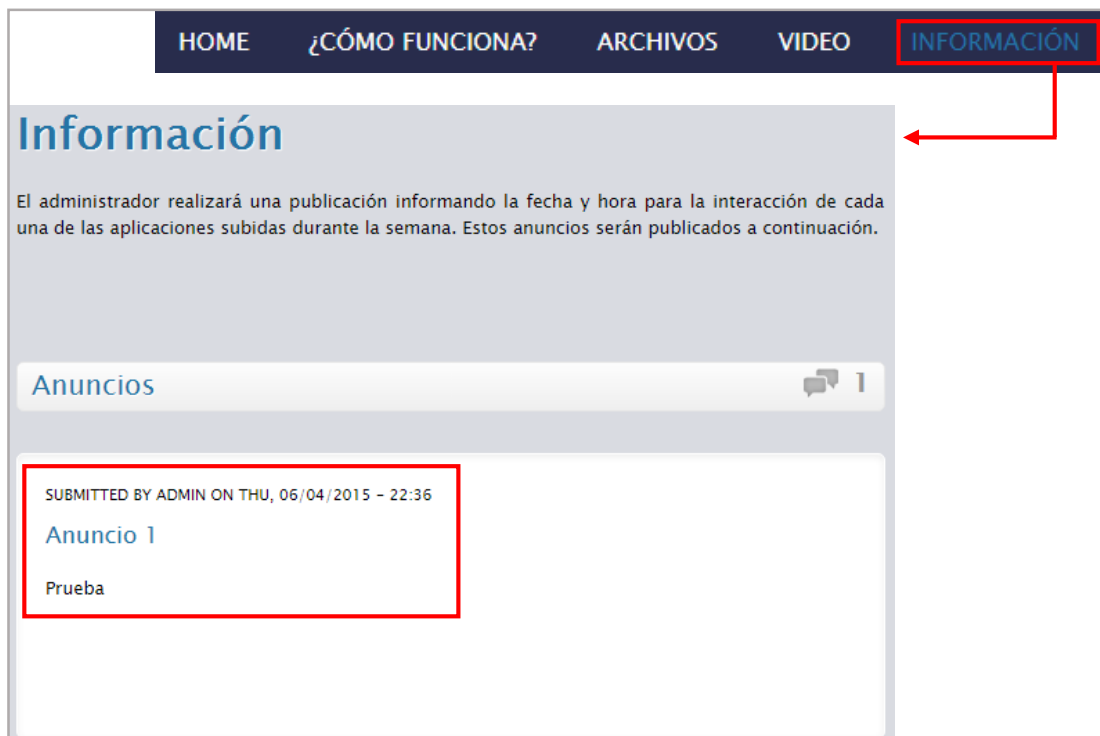 HOME ¿CÓMO FUNCIONA? ARCHIVOS VIDEO INFORMACIÓN
Información
El administrador realizará una publicación informando la fecha y hora para la interacción de cada
una de las aplicaciones subidas durante la semana. Estos anuncios serán publicados a continuación.
Anuncios 1
SUBMITTED BY ADMIN ON THU, 06/04/2015 - 22:36
Anuncio 1
Prueba